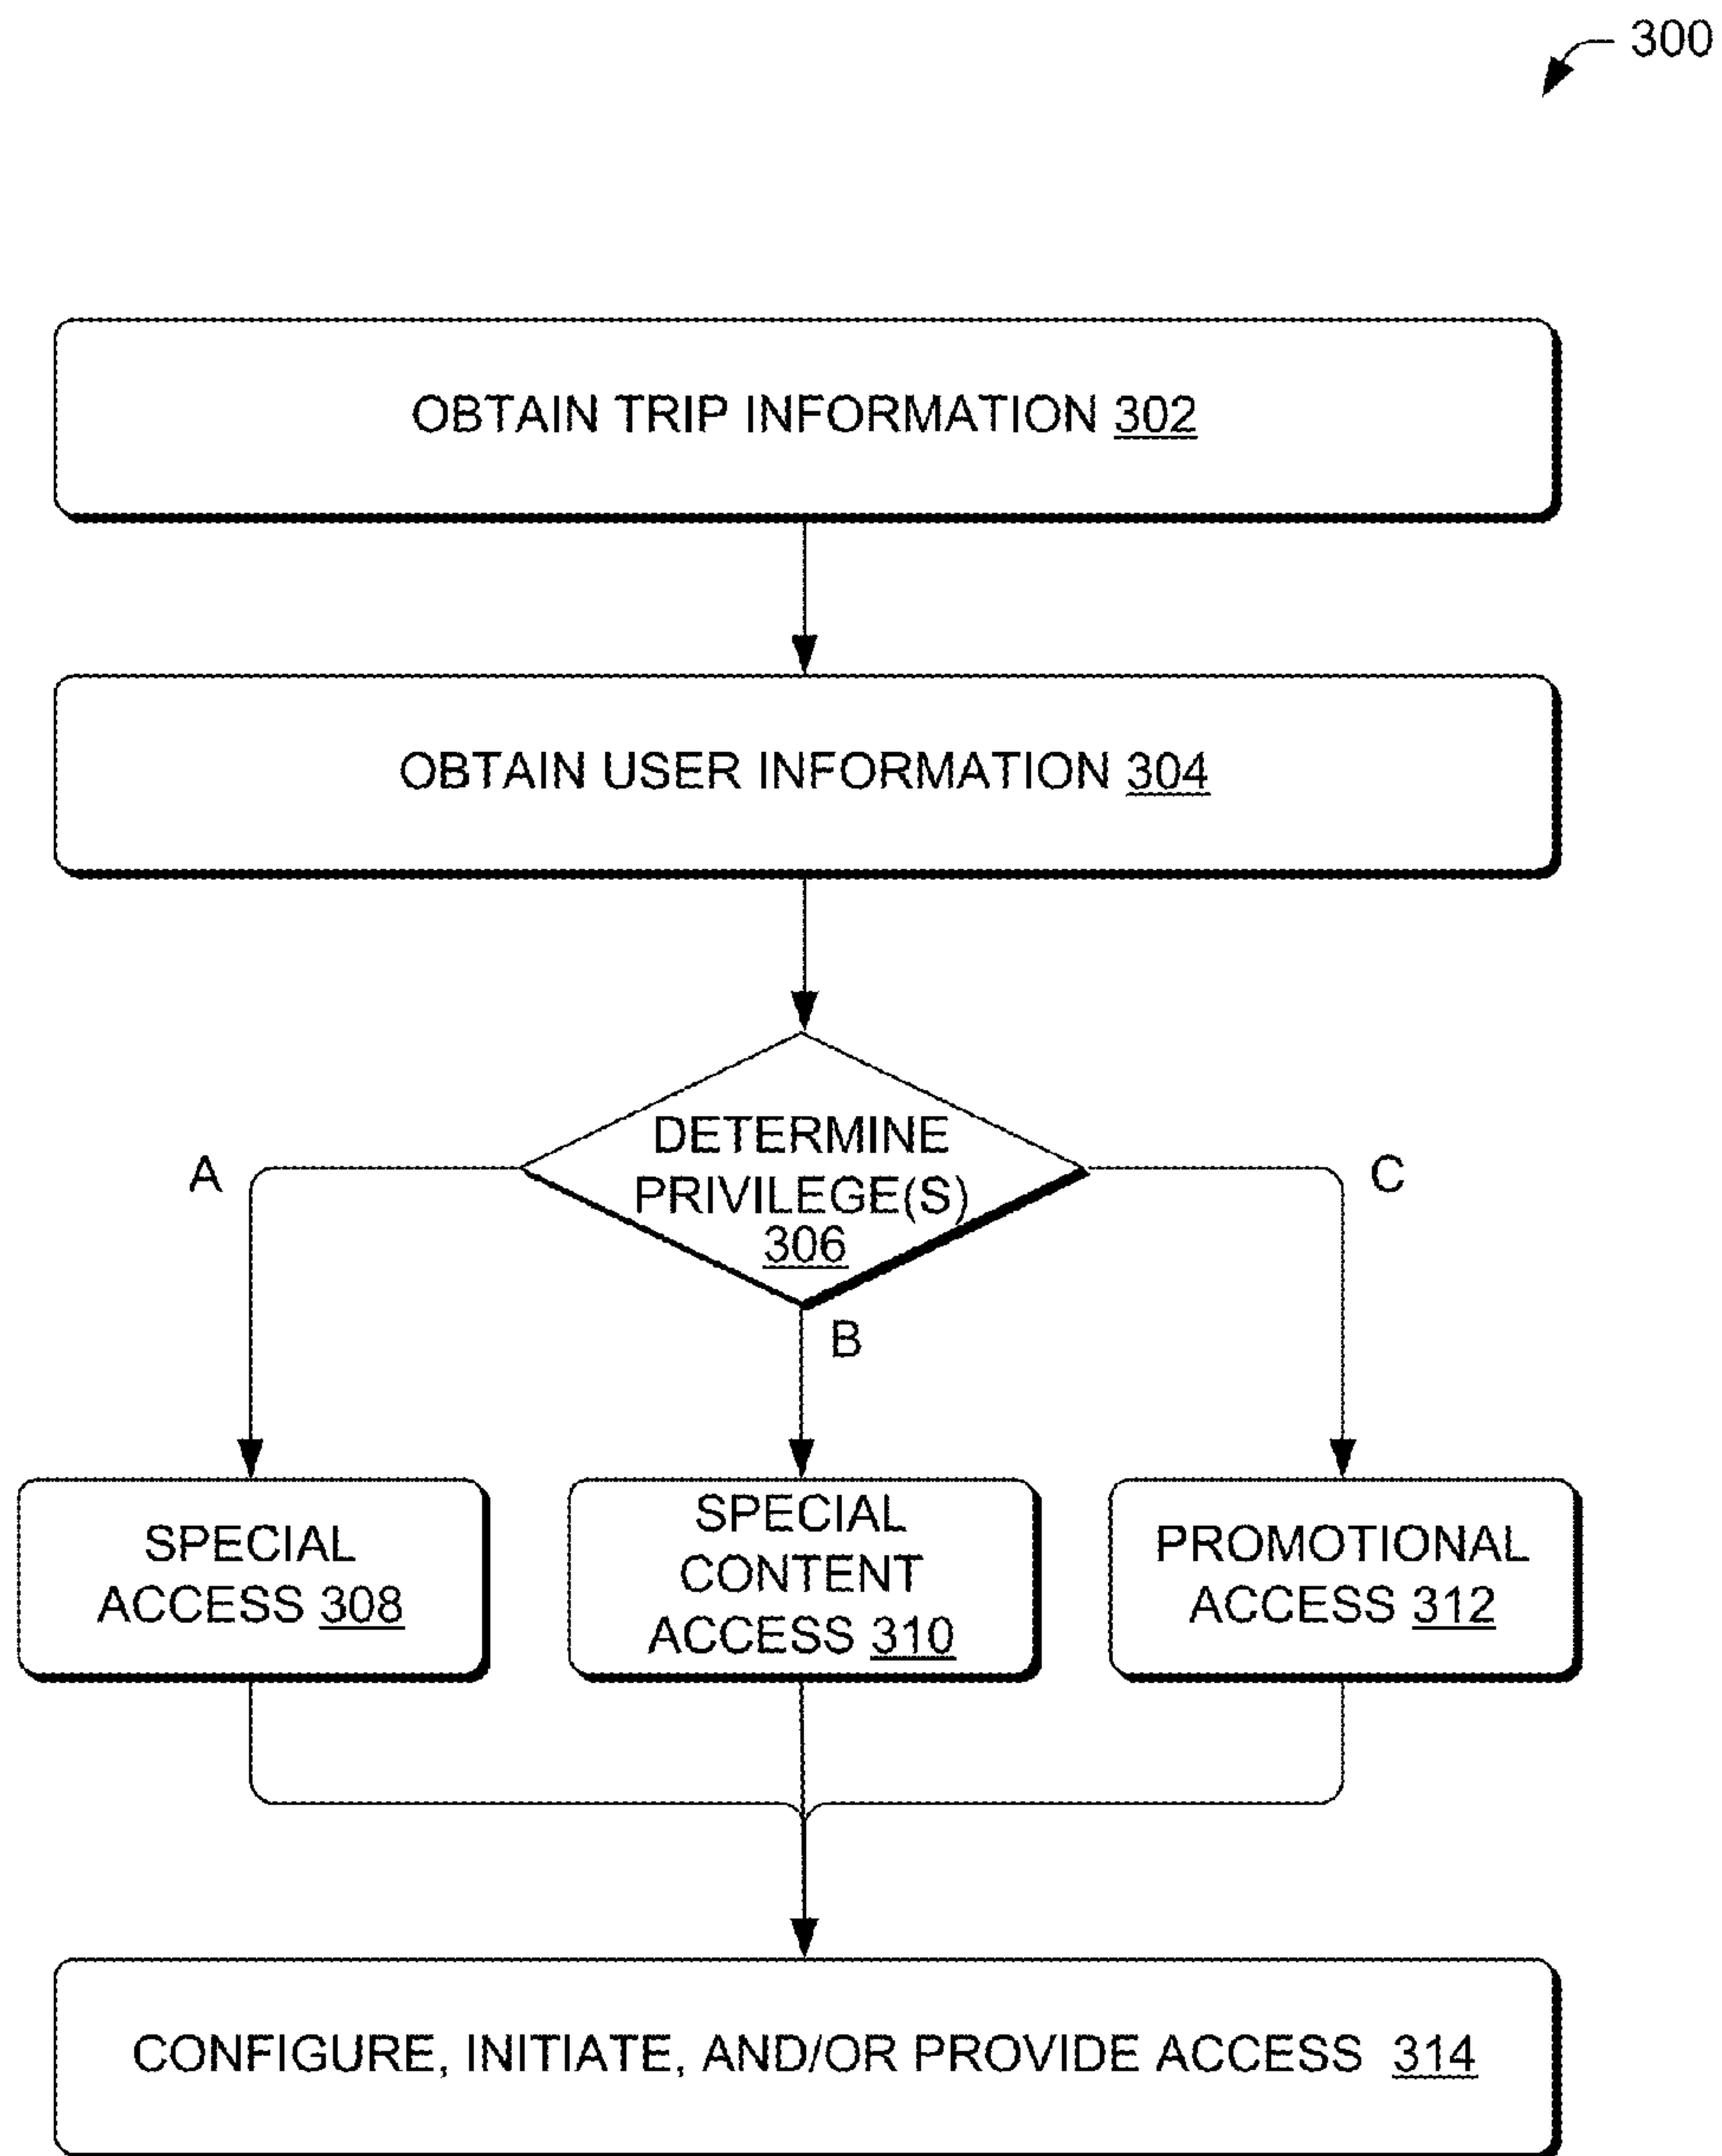 300
OBTAIN TRIP INFORMATION 302
OBTAIN USER INFORMATION 304
DETERMINE
PRIVILEGE(S)
306
A
C
B
SPECIAL
ACCESS 308
SPECIAL
CONTENT
ACCESS 310
PROMOTIONAL
ACCESS 312
CONFIGURE, INITIATE, AND/OR PROVIDE ACCESS 314